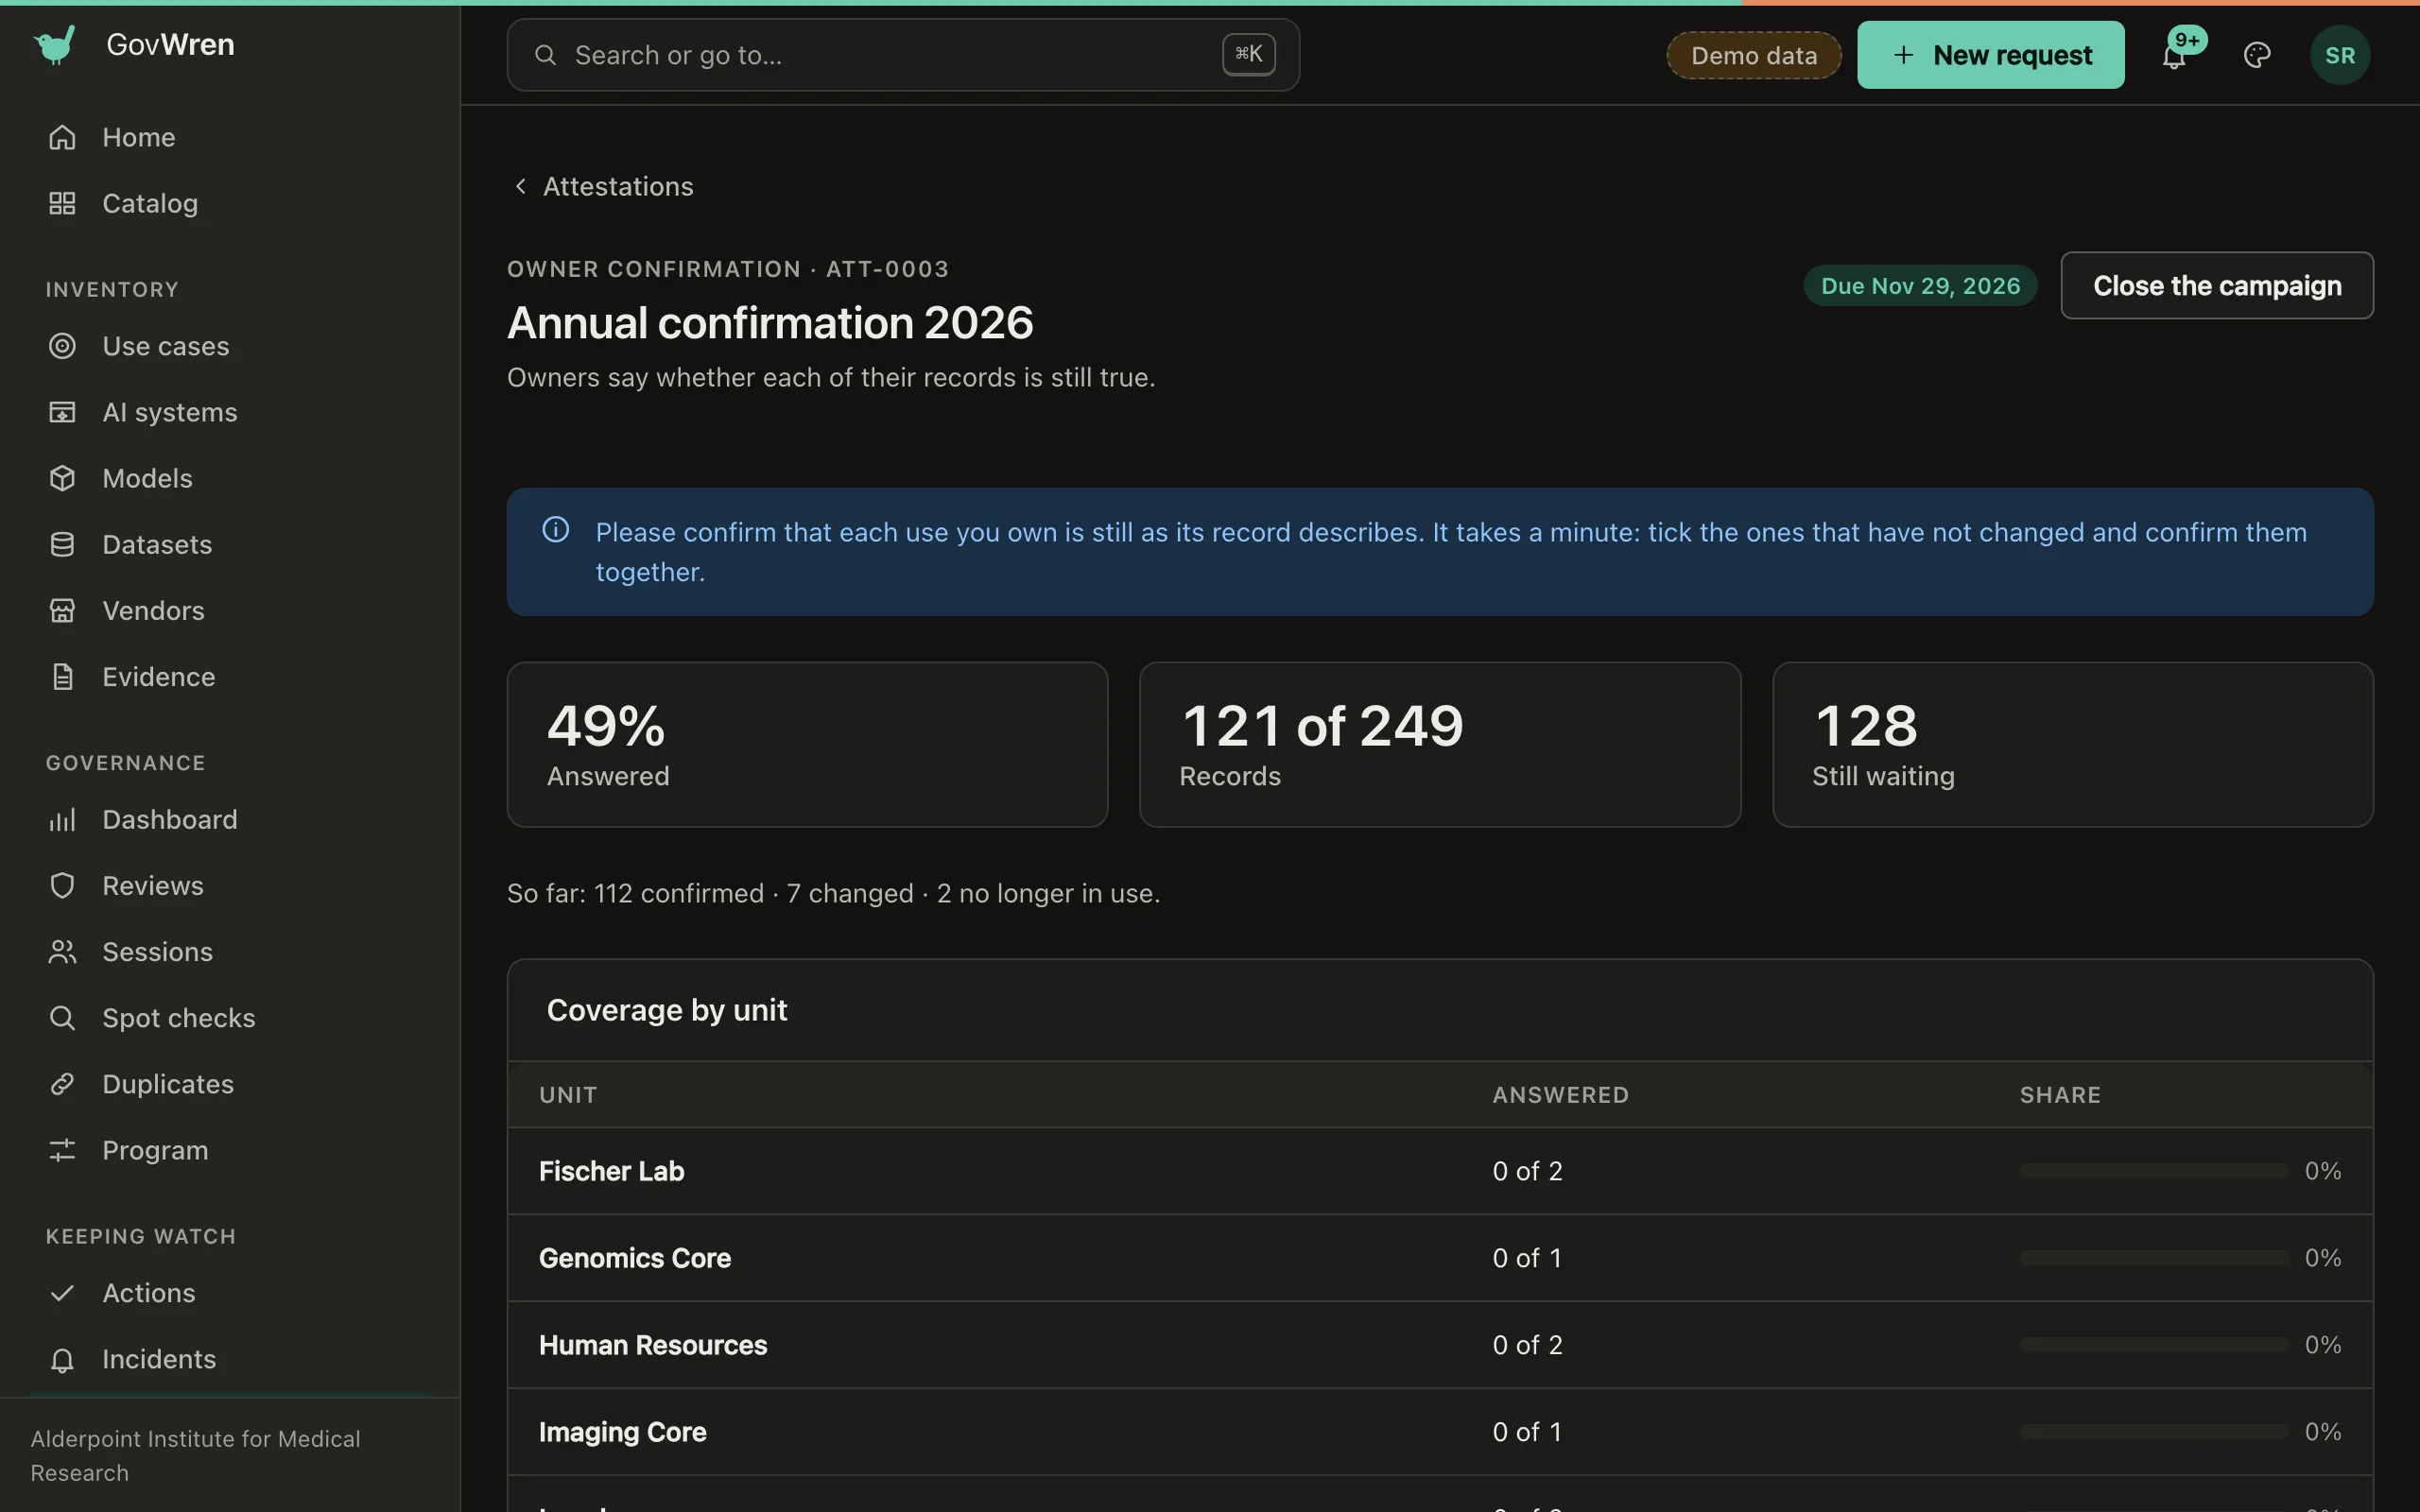 GovWren
Search or go to...
⌘K
Demo data
+ New request
9+
SR
Home
Catalog
INVENTORY
Use cases
AI systems
Models
Datasets
Vendors
Evidence
GOVERNANCE
Dashboard
Reviews
Sessions
Spot checks
Duplicates
Program
KEEPING WATCH
Actions
Incidents
Alderpoint Institute for Medical
Research
Attestations
OWNER CONFIRMATION · ATT-0003
Annual confirmation 2026
Owners say whether each of their records is still true.
Due Nov 29, 2026
Close the campaign
Please confirm that each use you own is still as its record describes. It takes a minute: tick the ones that have not changed and confirm them
together.
49%
Answered
121 of 249
Records
128
Still waiting
So far: 112 confirmed · 7 changed · 2 no longer in use.
Coverage by unit
UNIT ANSWERED SHARE
Fischer Lab 0 of 2 0%
Genomics Core 0 of 1 0%
Human Resources 0 of 2 0%
Imaging Core 0 of 1 0%